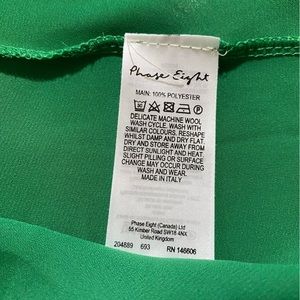 Phase Eight
MAIN: 100% POLYESTER
DELICATE MACHINE WOOL
WASH CYCLE. WASH WITH
SIMILAR COLOURS, RESHAPE
WHILST DAMP AND DRY FLAT.
DRY AND STORE AWAY FROM
DIRECT SUNLIGHT AND HEAT.
SLIGHT PILLING OR SHADING
MAY OCCUR DURING WASH
AND WEAR.
MADE IN ITALY
Phase Eight (Canada) Ltd
55 Kimber Road SW18 4NX
United Kingdom
204889 693 RN 146606